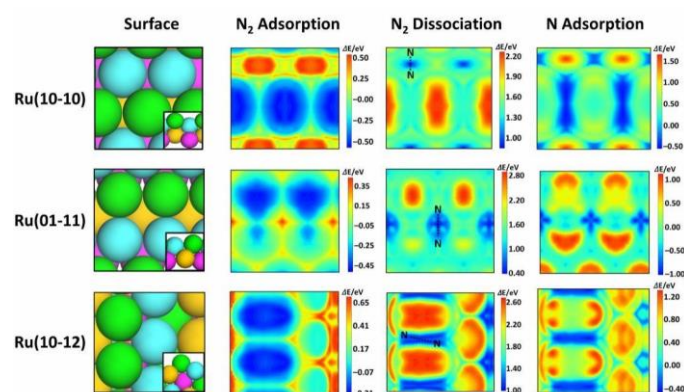 Surface N₂ Adsorption N₂ Dissociation N Adsorption
Ru(10-10)
ΔE/eV
0.50
0.25
-0.00
-0.25
-0.50
N
N
ΔE/eV
2.20
1.90
1.60
1.30
1.00
ΔE/eV
1.50
1.00
0.50
0.00
-0.50
Ru(01-11)
ΔE/eV
0.35
0.15
-0.05
-0.25
-0.45
N
N
ΔE/eV
2.80
2.20
1.60
1.00
0.40
ΔE/eV
1.00
0.50
0.00
-0.50
-1.00
Ru(10-12)
ΔE/eV
0.65
0.41
0.17
-0.07
N
N
ΔE/eV
2.60
2.20
1.80
1.40
1.00
ΔE/eV
1.20
0.80
0.40
0.00
-0.40